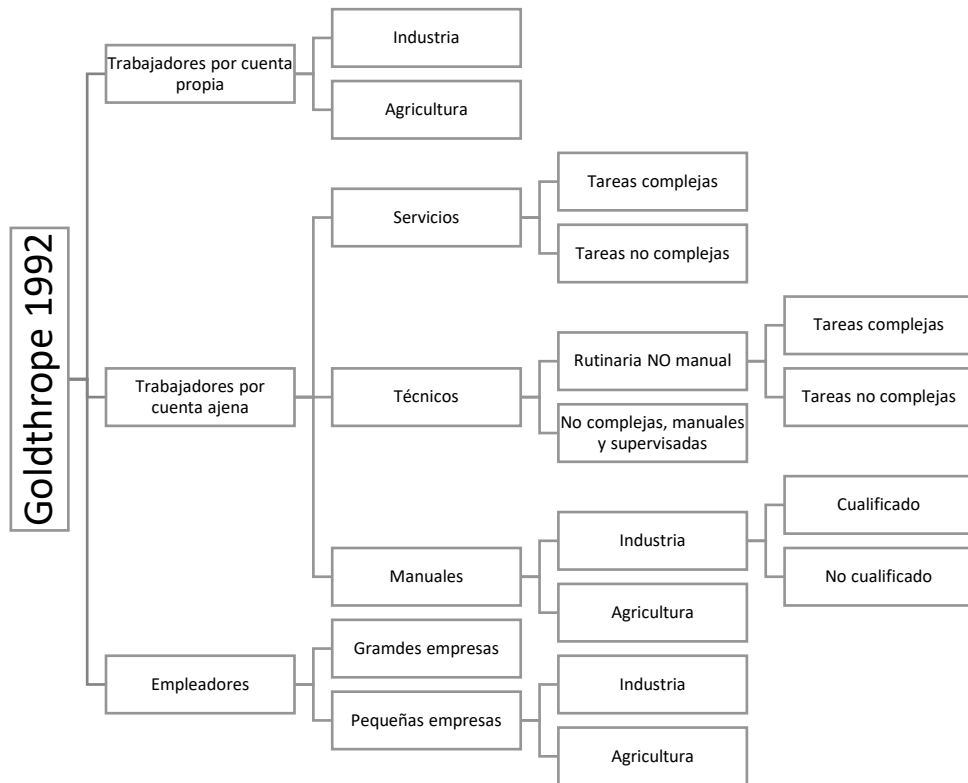 Goldthrope 1992
Trabajadores por cuenta
propia
Industria
Agricultura
Trabajadores por
cuenta ajena
Servicios
Tareas complejas
Tareas no complejas
Técnicos
Rutinaria NO manual
Tareas complejas
Tareas no complejas
No complejas, manuales
y supervisadas
Manuales
Industria
Cualificado
No cualificado
Agricultura
Empleadores
Gramdes empresas
Pequeñas empresas
Industria
Agricultura